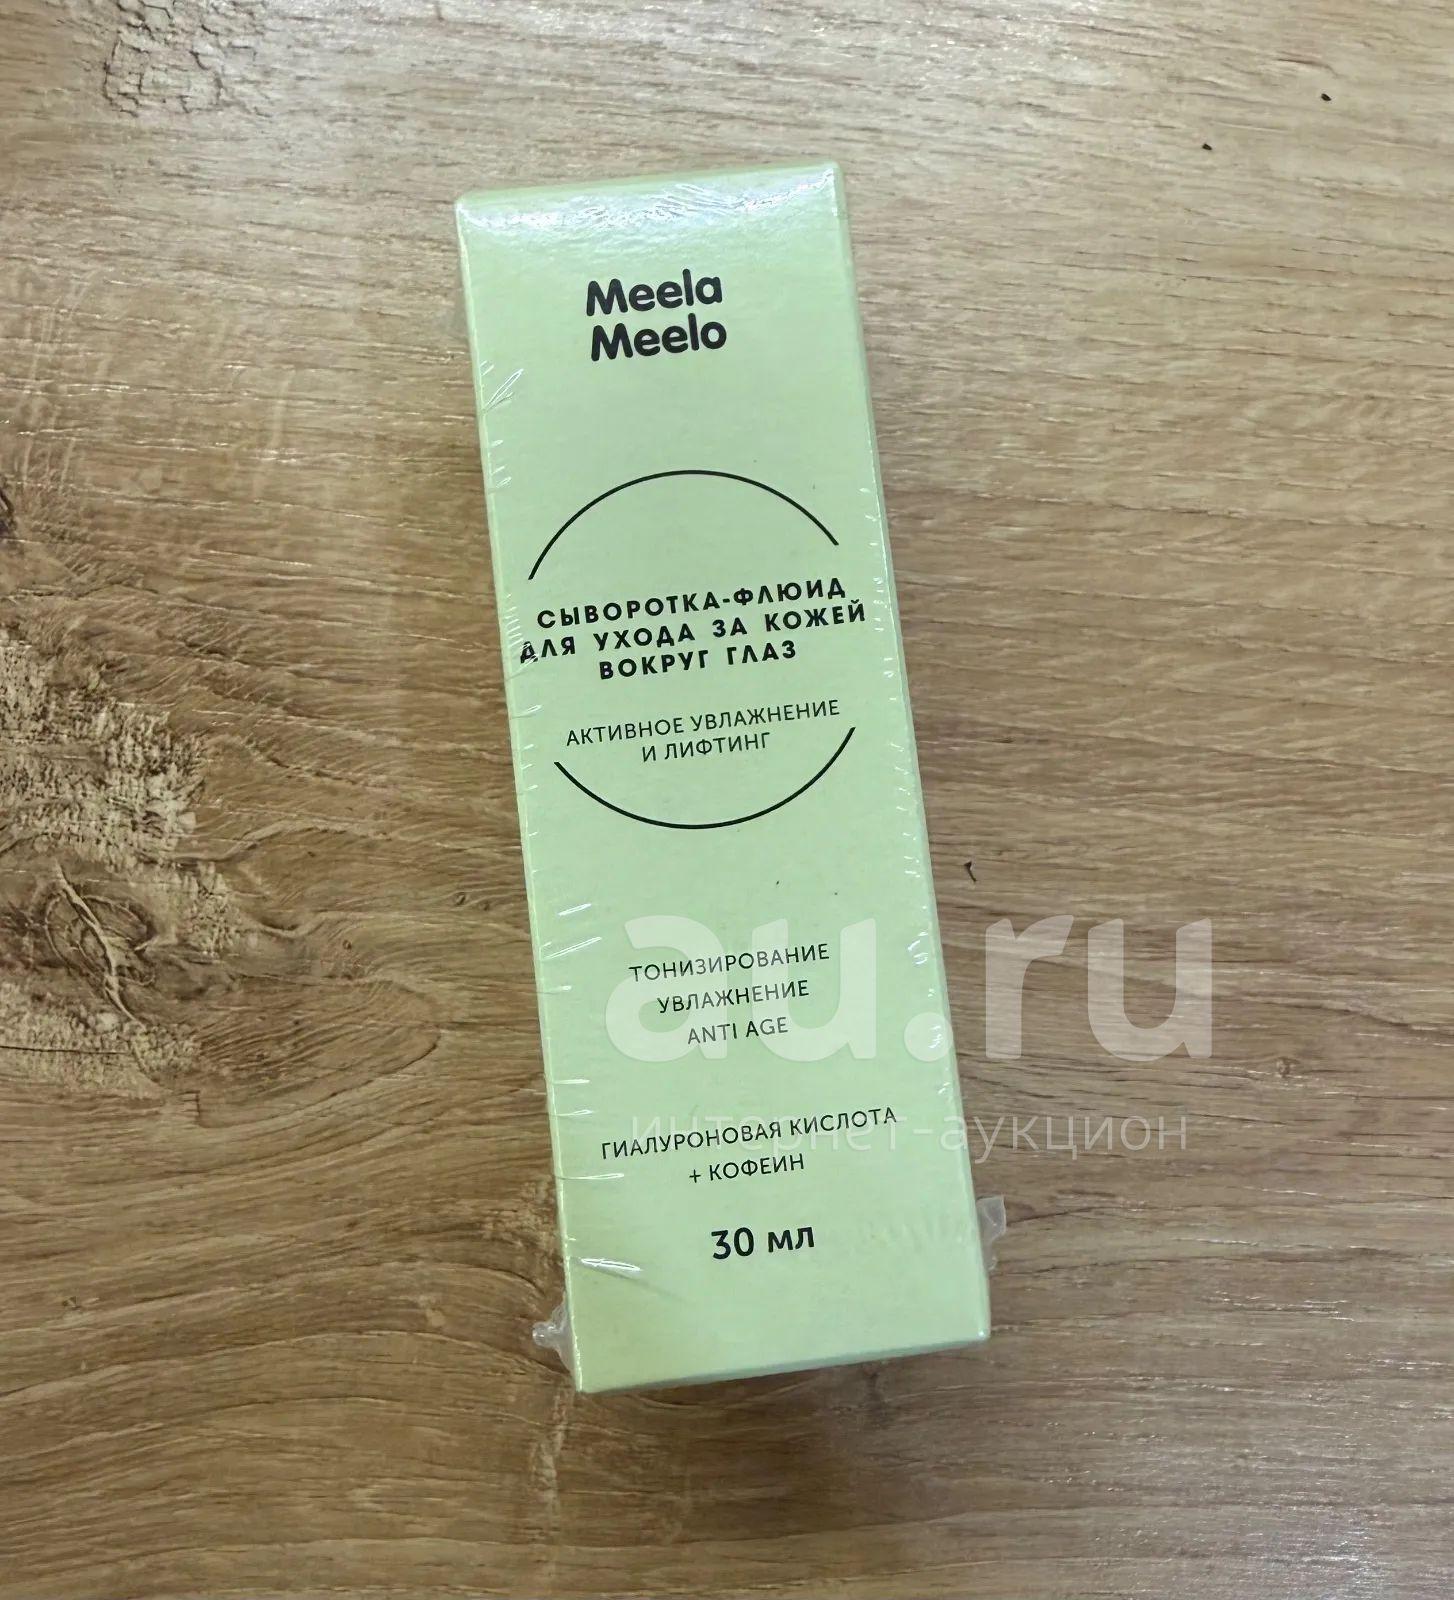 Meela
Meelo
СЫВОРОТКА-ФЛЮИД
ДЛЯ УХОДА ЗА КОЖЕЙ
ВОКРУГ ГЛАЗ
АКТИВНОЕ УВЛАЖНЕНИЕ
И ЛИФТИНГ
ТОНИЗИРОВАНИЕ
УВЛАЖНЕНИЕ
ANTI AGE
ГИАЛУРОНОВАЯ КИСЛОТА
+ КОФЕИН
30 мл
au.ru
интернет-аукцион